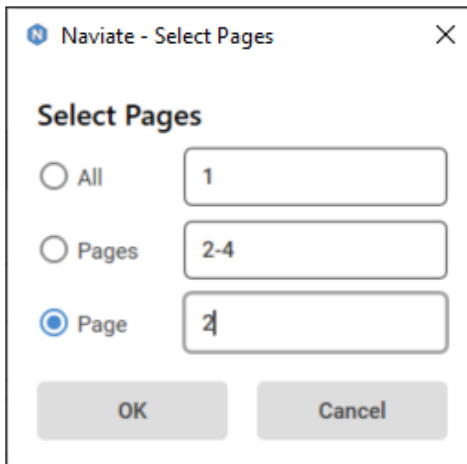 N Naviate - Select Pages
Select Pages
All 1
Pages 2-4
Page 2
OK Cancel